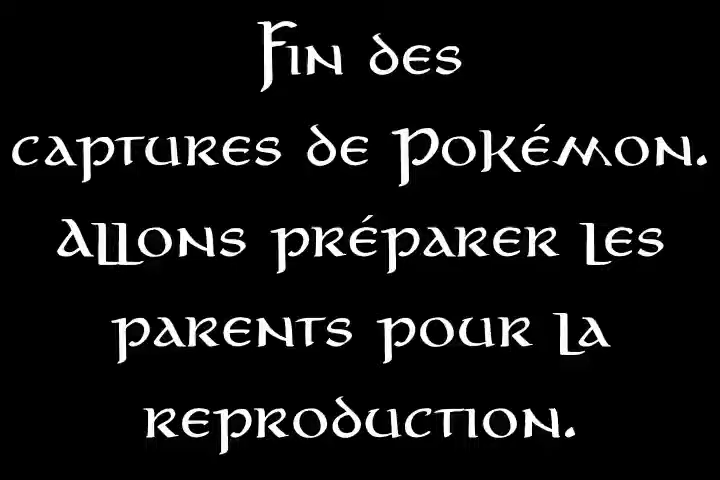 Fin des
captures de Pokémon.
Allons préparer les
parents pour la
reproduction.